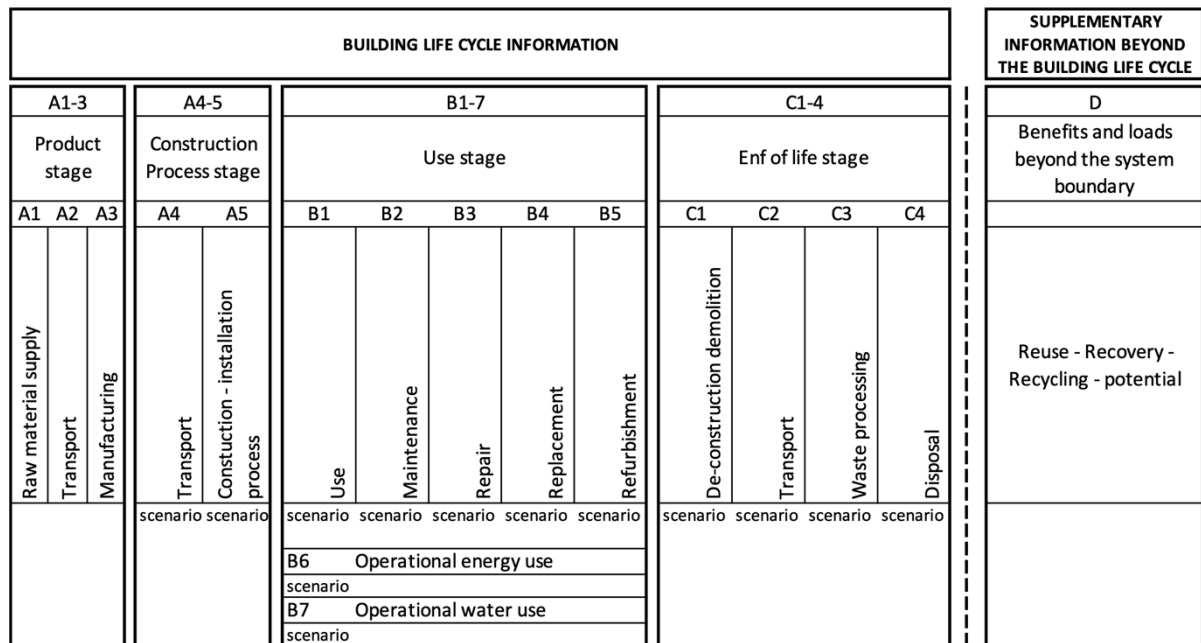 BUILDING LIFE CYCLE INFORMATION
SUPPLEMENTARY
INFORMATION BEYOND
THE BUILDING LIFE CYCLE
A1-3
A4-5
B1-7
C1-4
D
Product
stage
Construction
Process stage
Use stage
Enf of life stage
Benefits and loads
beyond the system
boundary
A1 A2 A3
A4 A5
B1 B2 B3 B4 B5
C1 C2 C3 C4
Raw material supply
Transport
Manufacturing
Transport
Constuction - installation
process
Use
Maintenance
Repair
Replacement
Refurbishment
De-construction demolition
Transport
Waste processing
Disposal
Reuse - Recovery -
Recycling - potential
scenario scenario
scenario scenario scenario scenario scenario
scenario scenario scenario scenario
B6 Operational energy use
scenario
B7 Operational water use
scenario